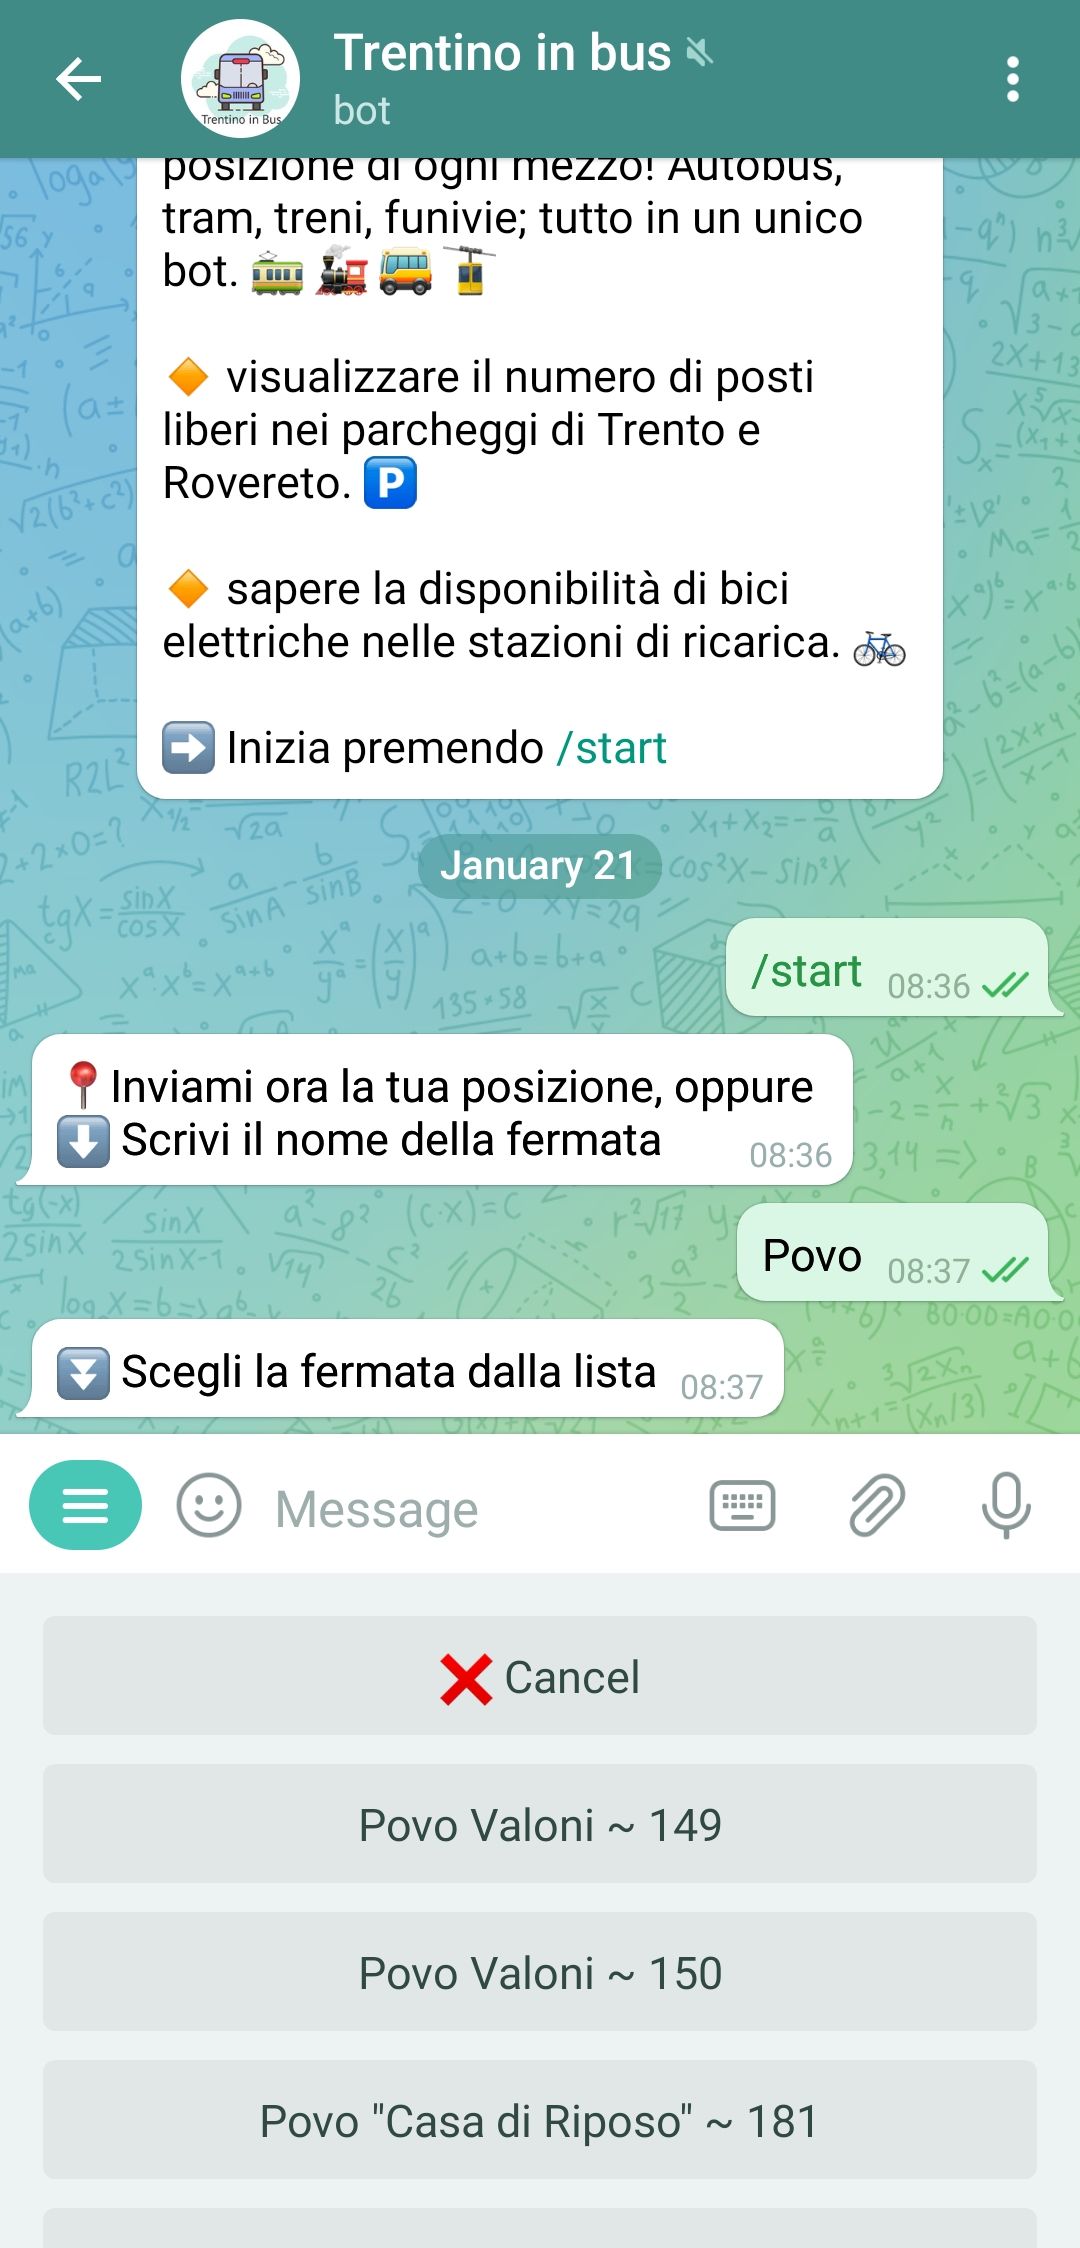 Trentino in bus
bot
Trentino in Bus
posizione di ogni mezzo! Autobus,
tram, treni, funivie; tutto in un unico
bot. 🚋 🚂 🚌 🚡
🔶 visualizzare il numero di posti
liberi nei parcheggi di Trento e
Rovereto. 🅿️
🔶 sapere la disponibilità di bici
elettriche nelle stazioni di ricarica. 🚲
➡️ Inizia premendo /start
January 21
/start 08:36
📍Inviami ora la tua posizione, oppure
⬇️ Scrivi il nome della fermata 08:36
Povo 08:37
⏬ Scegli la fermata dalla lista 08:37
Message
❌ Cancel
Povo Valoni ~ 149
Povo Valoni ~ 150
Povo "Casa di Riposo" ~ 181